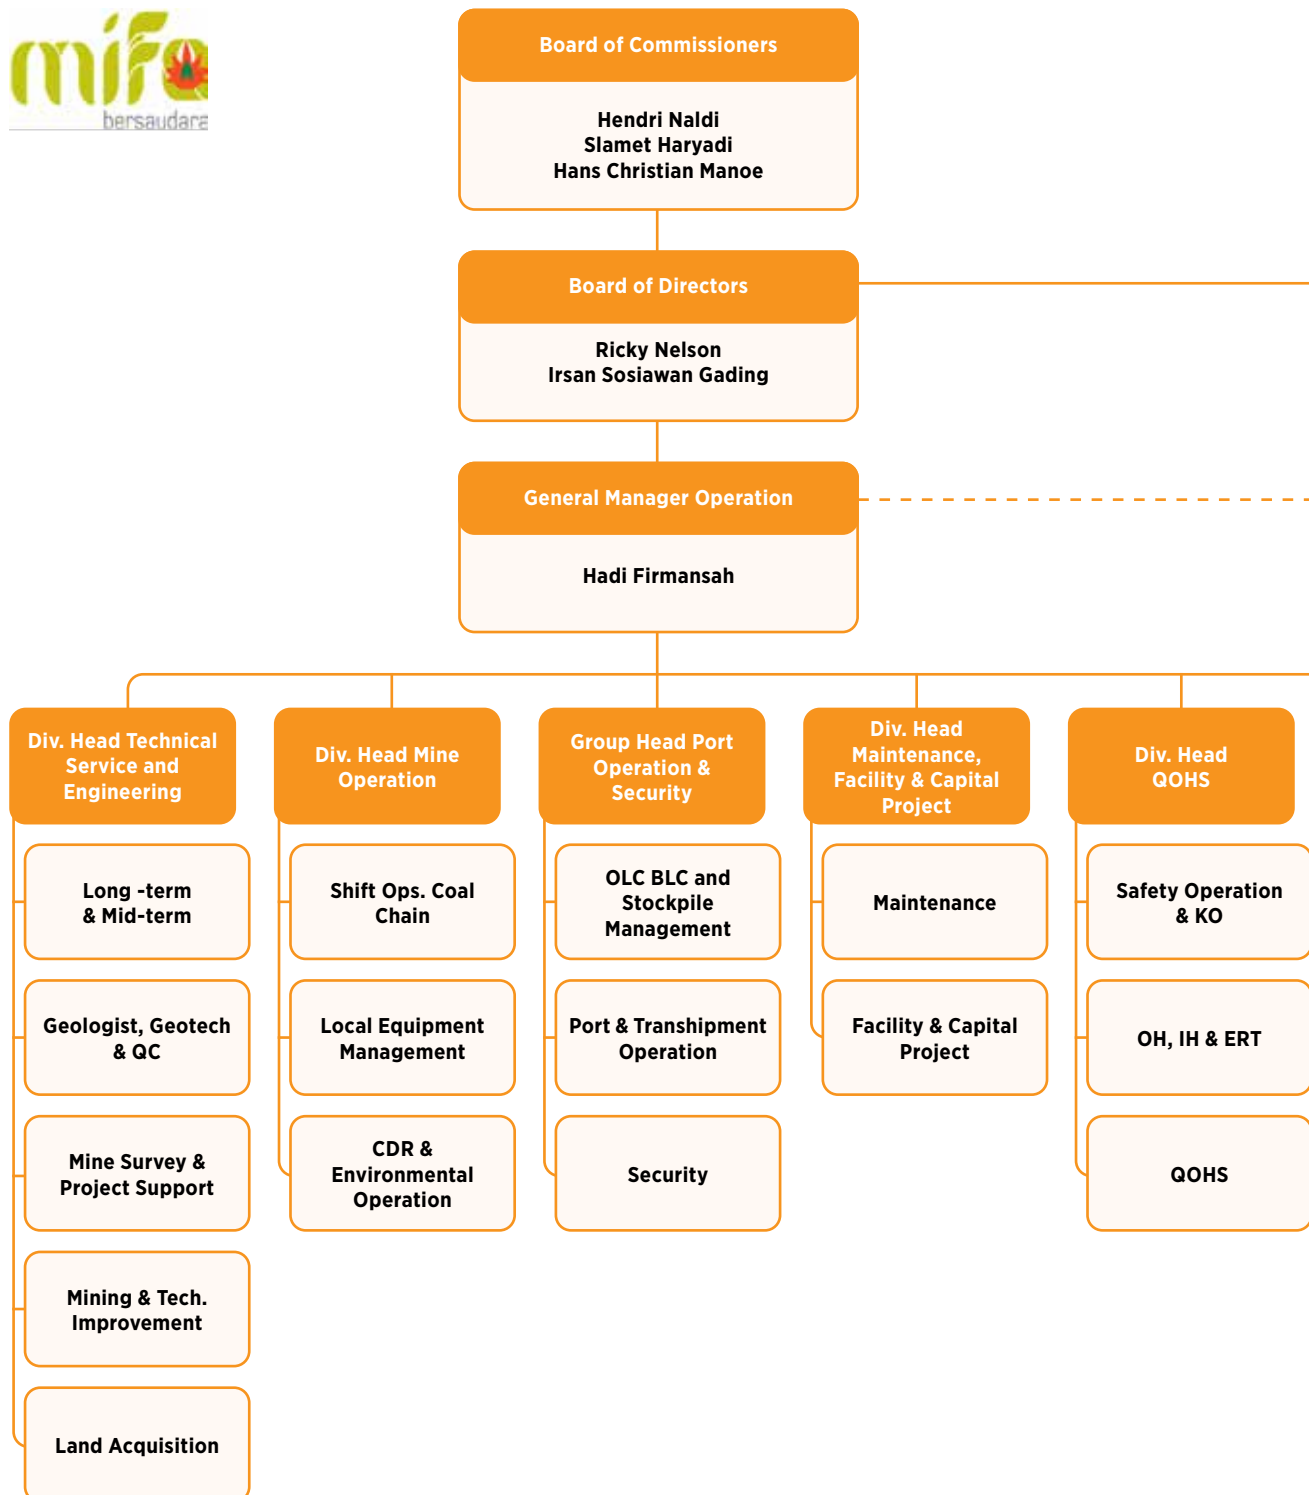 mifa
bersaudara
Board of Commissioners
Hendri Naldi
Slamet Haryadi
Hans Christian Manoe
Board of Directors
Ricky Nelson
Irsan Sosiawan Gading
General Manager Operation
Hadi Firmansah
Div. Head Technical
Service and
Engineering
Long -term
& Mid-term
Geologist, Geotech
& QC
Mine Survey &
Project Support
Mining & Tech.
Improvement
Land Acquisition
Div. Head Mine
Operation
Shift Ops. Coal
Chain
Local Equipment
Management
CDR &
Environmental
Operation
Group Head Port
Operation &
Security
OLC BLC and
Stockpile
Management
Port & Transhipment
Operation
Security
Div. Head
Maintenance,
Facility & Capital
Project
Maintenance
Facility & Capital
Project
Div. Head
QOHS
Safety Operation
& KO
OH, IH & ERT
QOHS